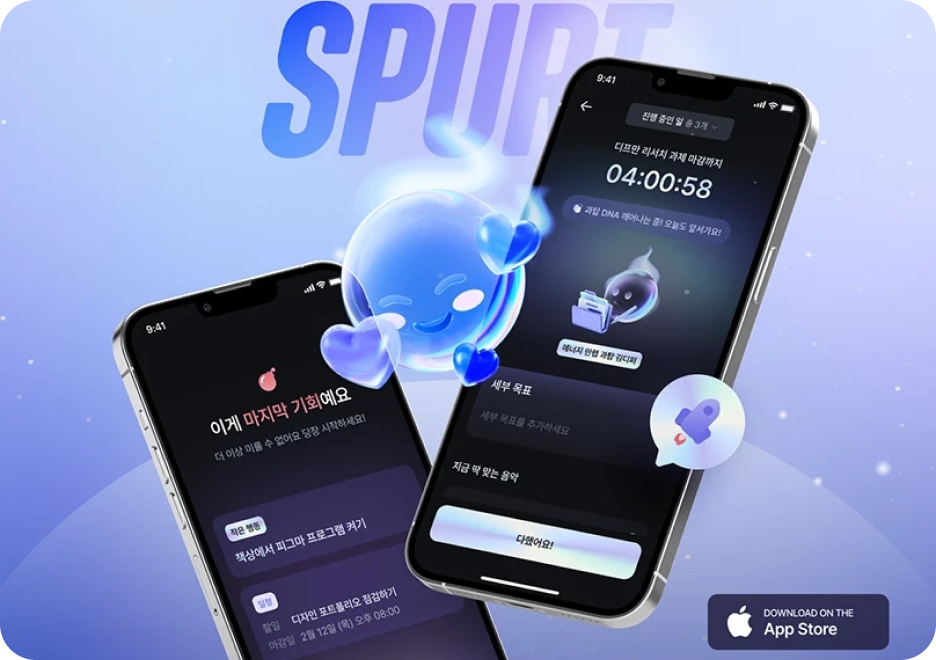 SPURT
9:41
진행 중인 일 총 3개
디프만 리서치 과제 마감까지
04:00:58
과탑 DNA 깨어나는 중! 오늘도 앞서가요!
에너지 만렙 과탑 김디퍼
세부 목표
세부 목표를 추가하세요
지금 딱 맞는 음악
다했어요!
9:41
이게 마지막 기회예요
더 이상 미룰 수 없어요 당장 시작하세요!
작은 행동
책상에서 피그마 프로그램 켜기
일정
할일 디자인 포트폴리오 점검하기
마감일 2월 12일 (목) 오후 08:00
DOWNLOAD ON THE
App Store